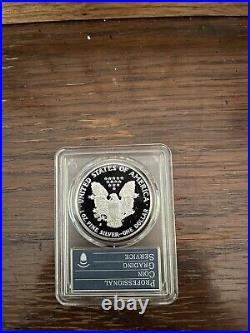 UNITED STATES OF AMERICA
1 OZ. FINE SILVER~ONE DOLLAR
PROFESSIONAL
COIN
GRADING
SERVICE